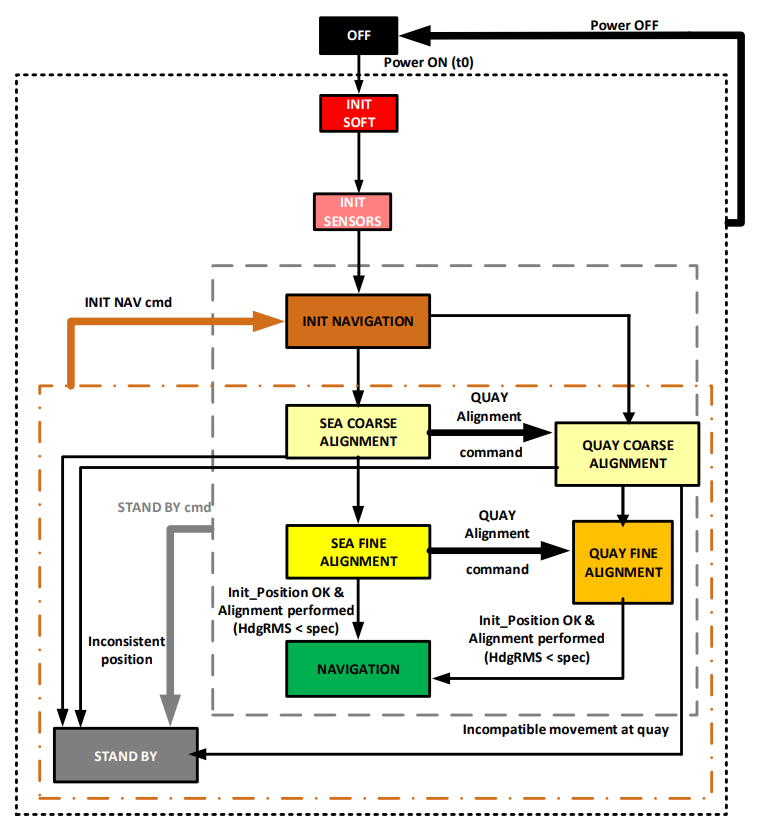 Power OFF
OFF
Power ON (t0)
INIT
SOFT
INIT
SENSORS
INIT NAV cmd
INIT NAVIGATION
SEA COARSE
ALIGNMENT
QUAY
Alignment
command
QUAY COARSE
ALIGNMENT
STAND BY cmd
SEA FINE
ALIGNMENT
QUAY
Alignment
command
QUAY FINE
ALIGNMENT
Init_Position OK &
Alignment performed
(HdgRMS < spec)
Init_Position OK &
Alignment performed
(HdgRMS < spec)
Inconsistent
position
NAVIGATION
Incompatible movement at quay
STAND BY